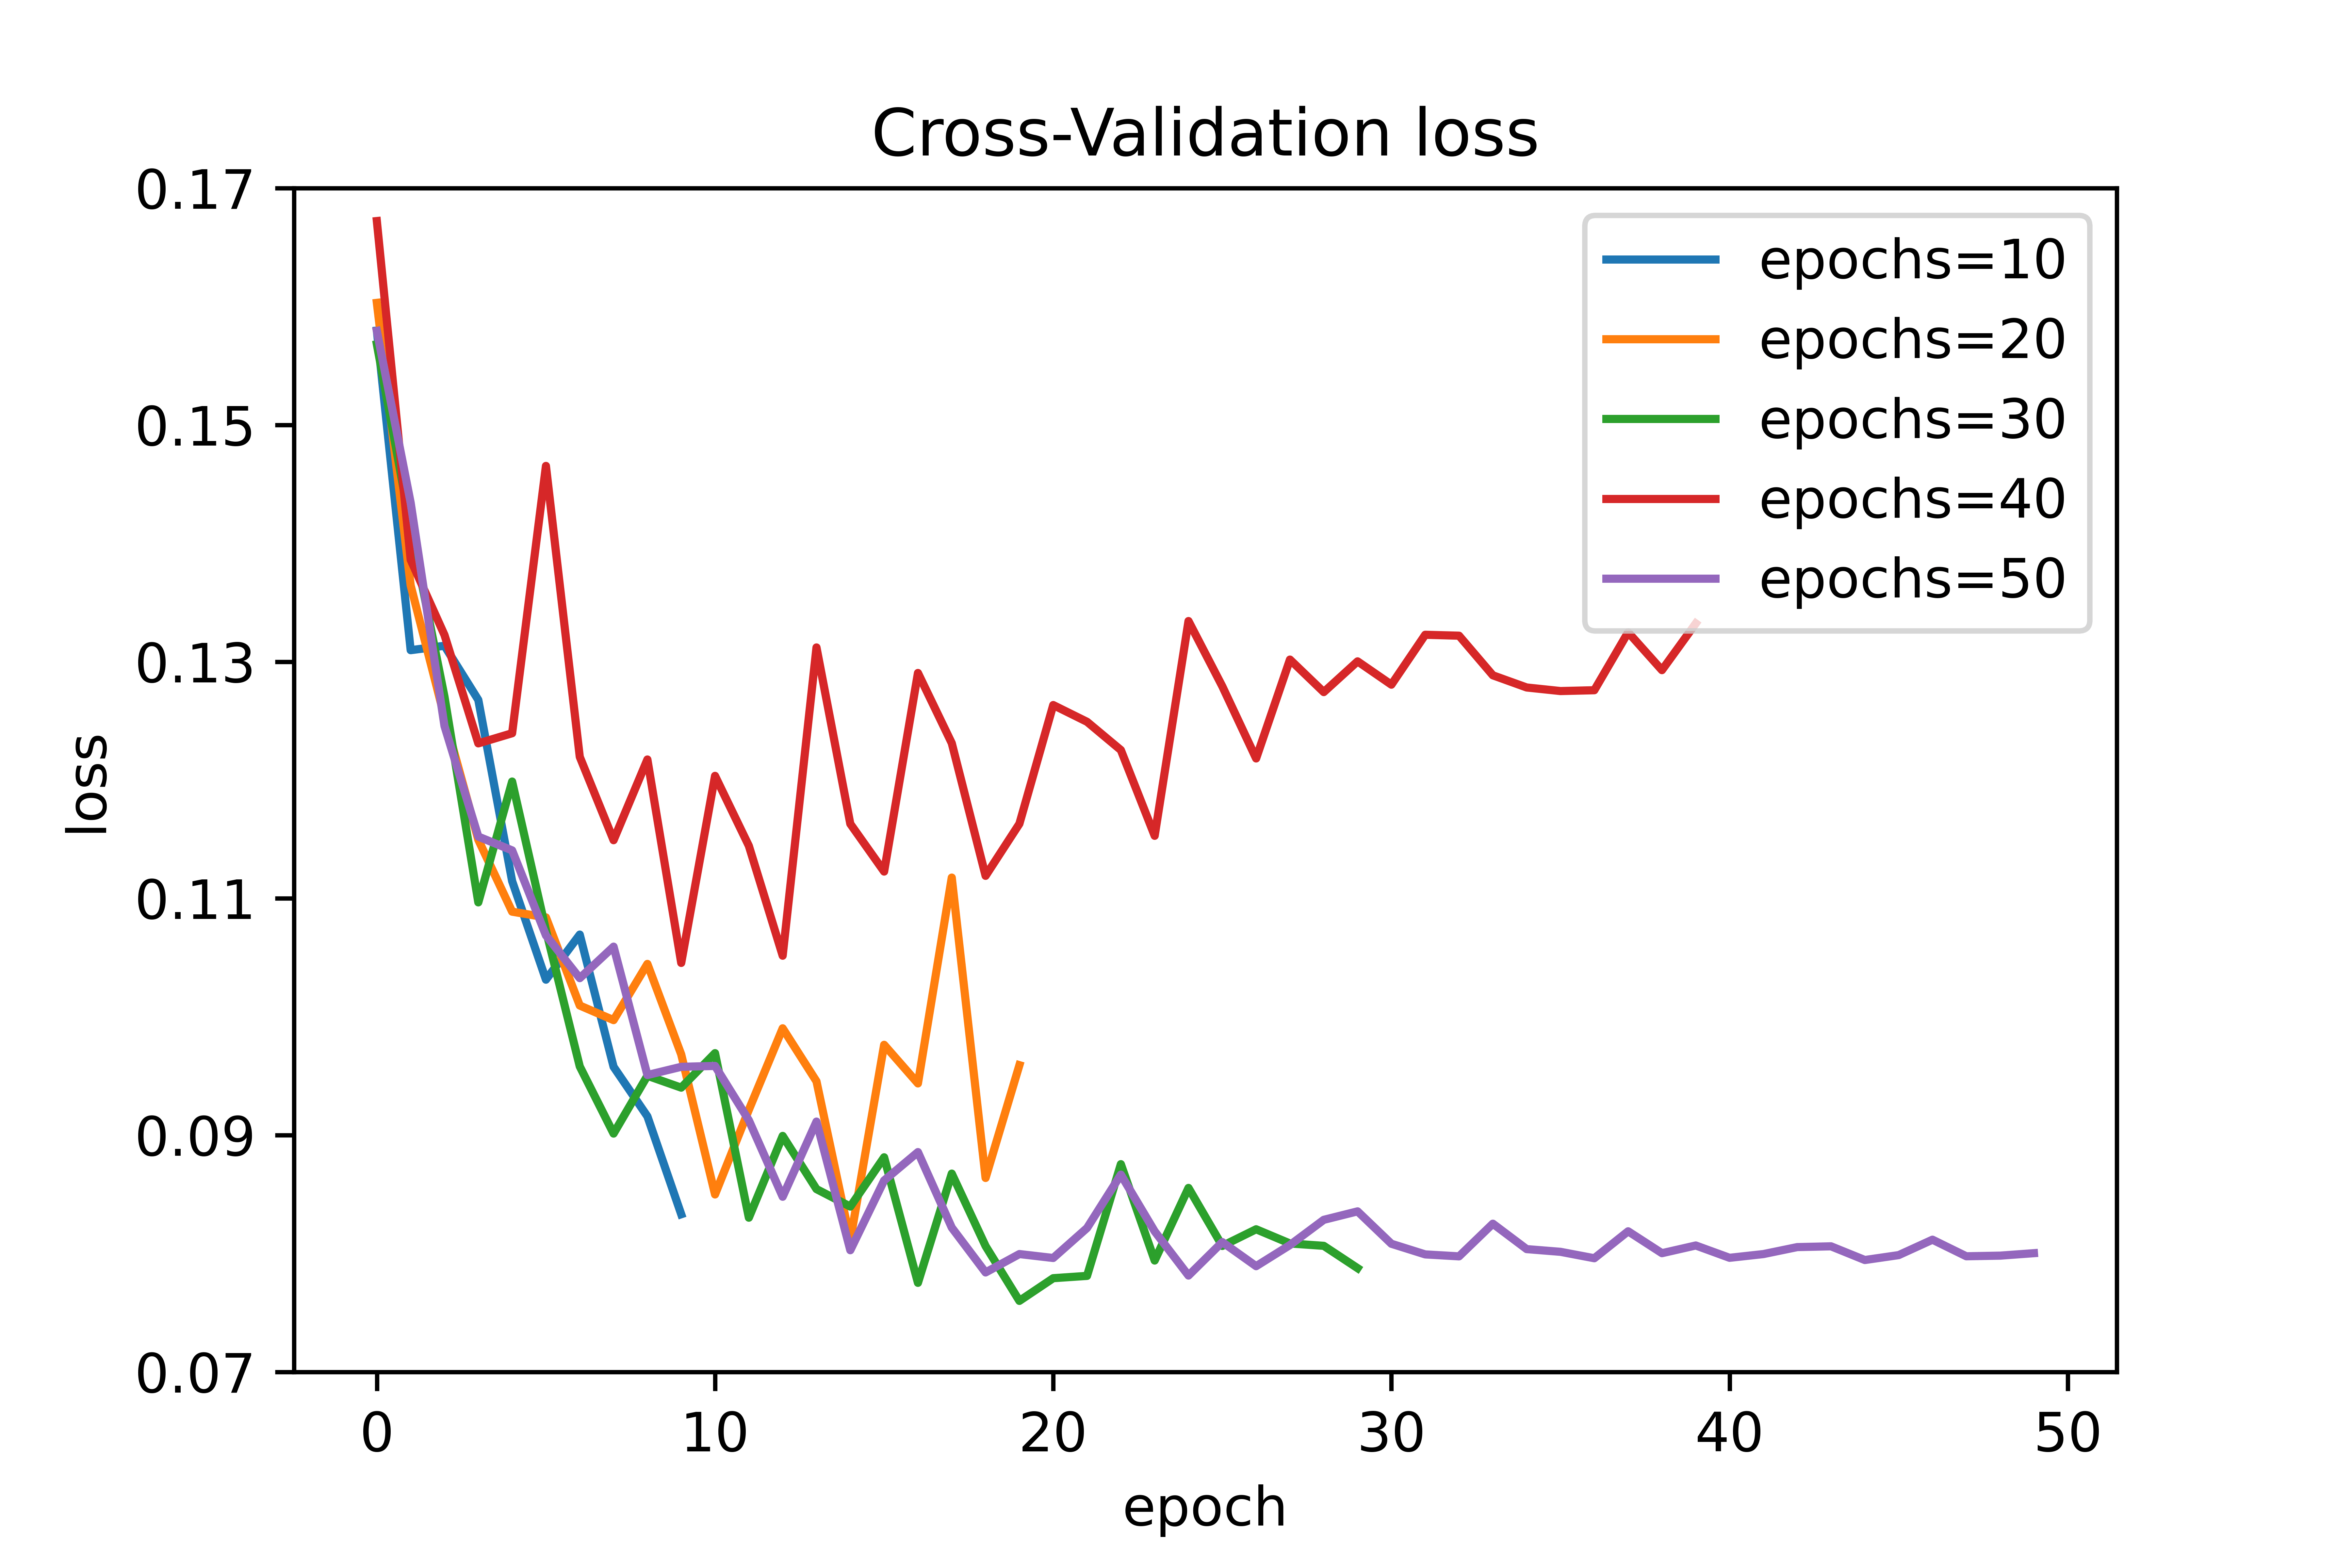 Cross-Validation loss
0.17
0.15
0.13
0.11
0.09
0.07
loss
epochs=10
epochs=20
epochs=30
epochs=40
epochs=50
0 10 20 30 40 50
epoch